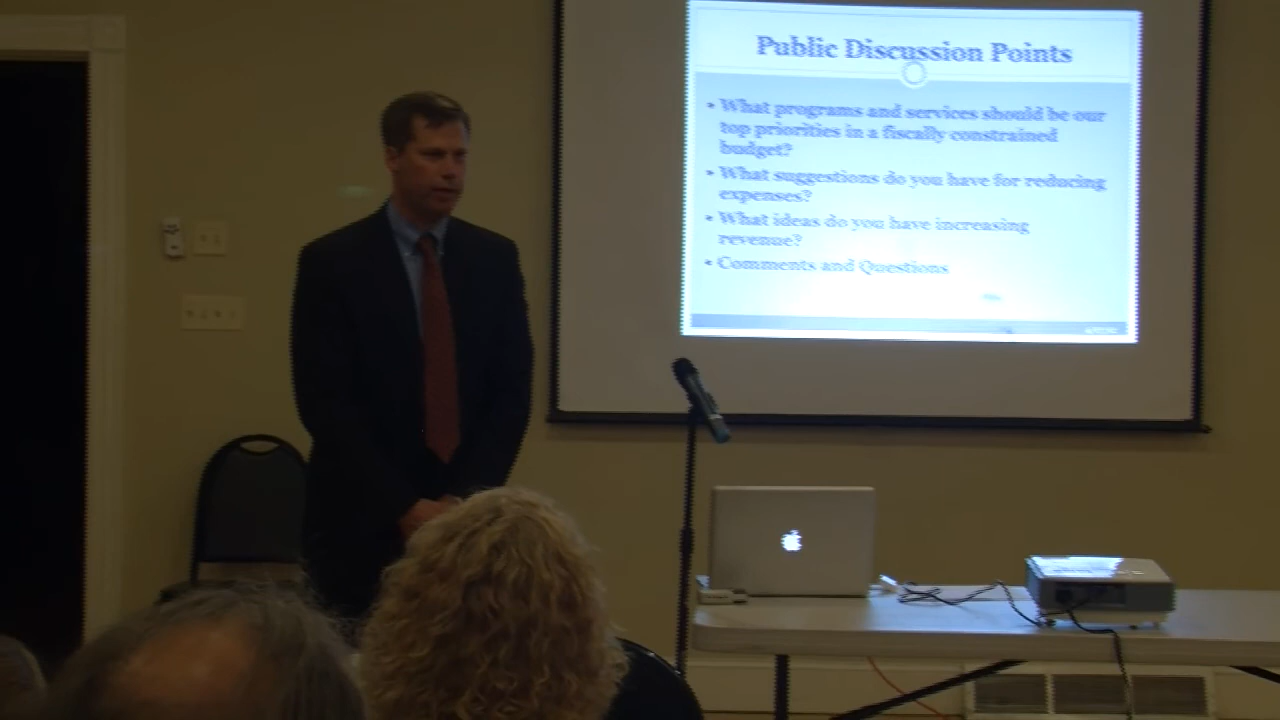 Public Discussion Points
• What programs and services should be our
top priorities in a fiscally constrained
budget?
• What suggestions do you have for reducing
expenses?
• What ideas do you have increasing
revenue?
• Comments and Questions